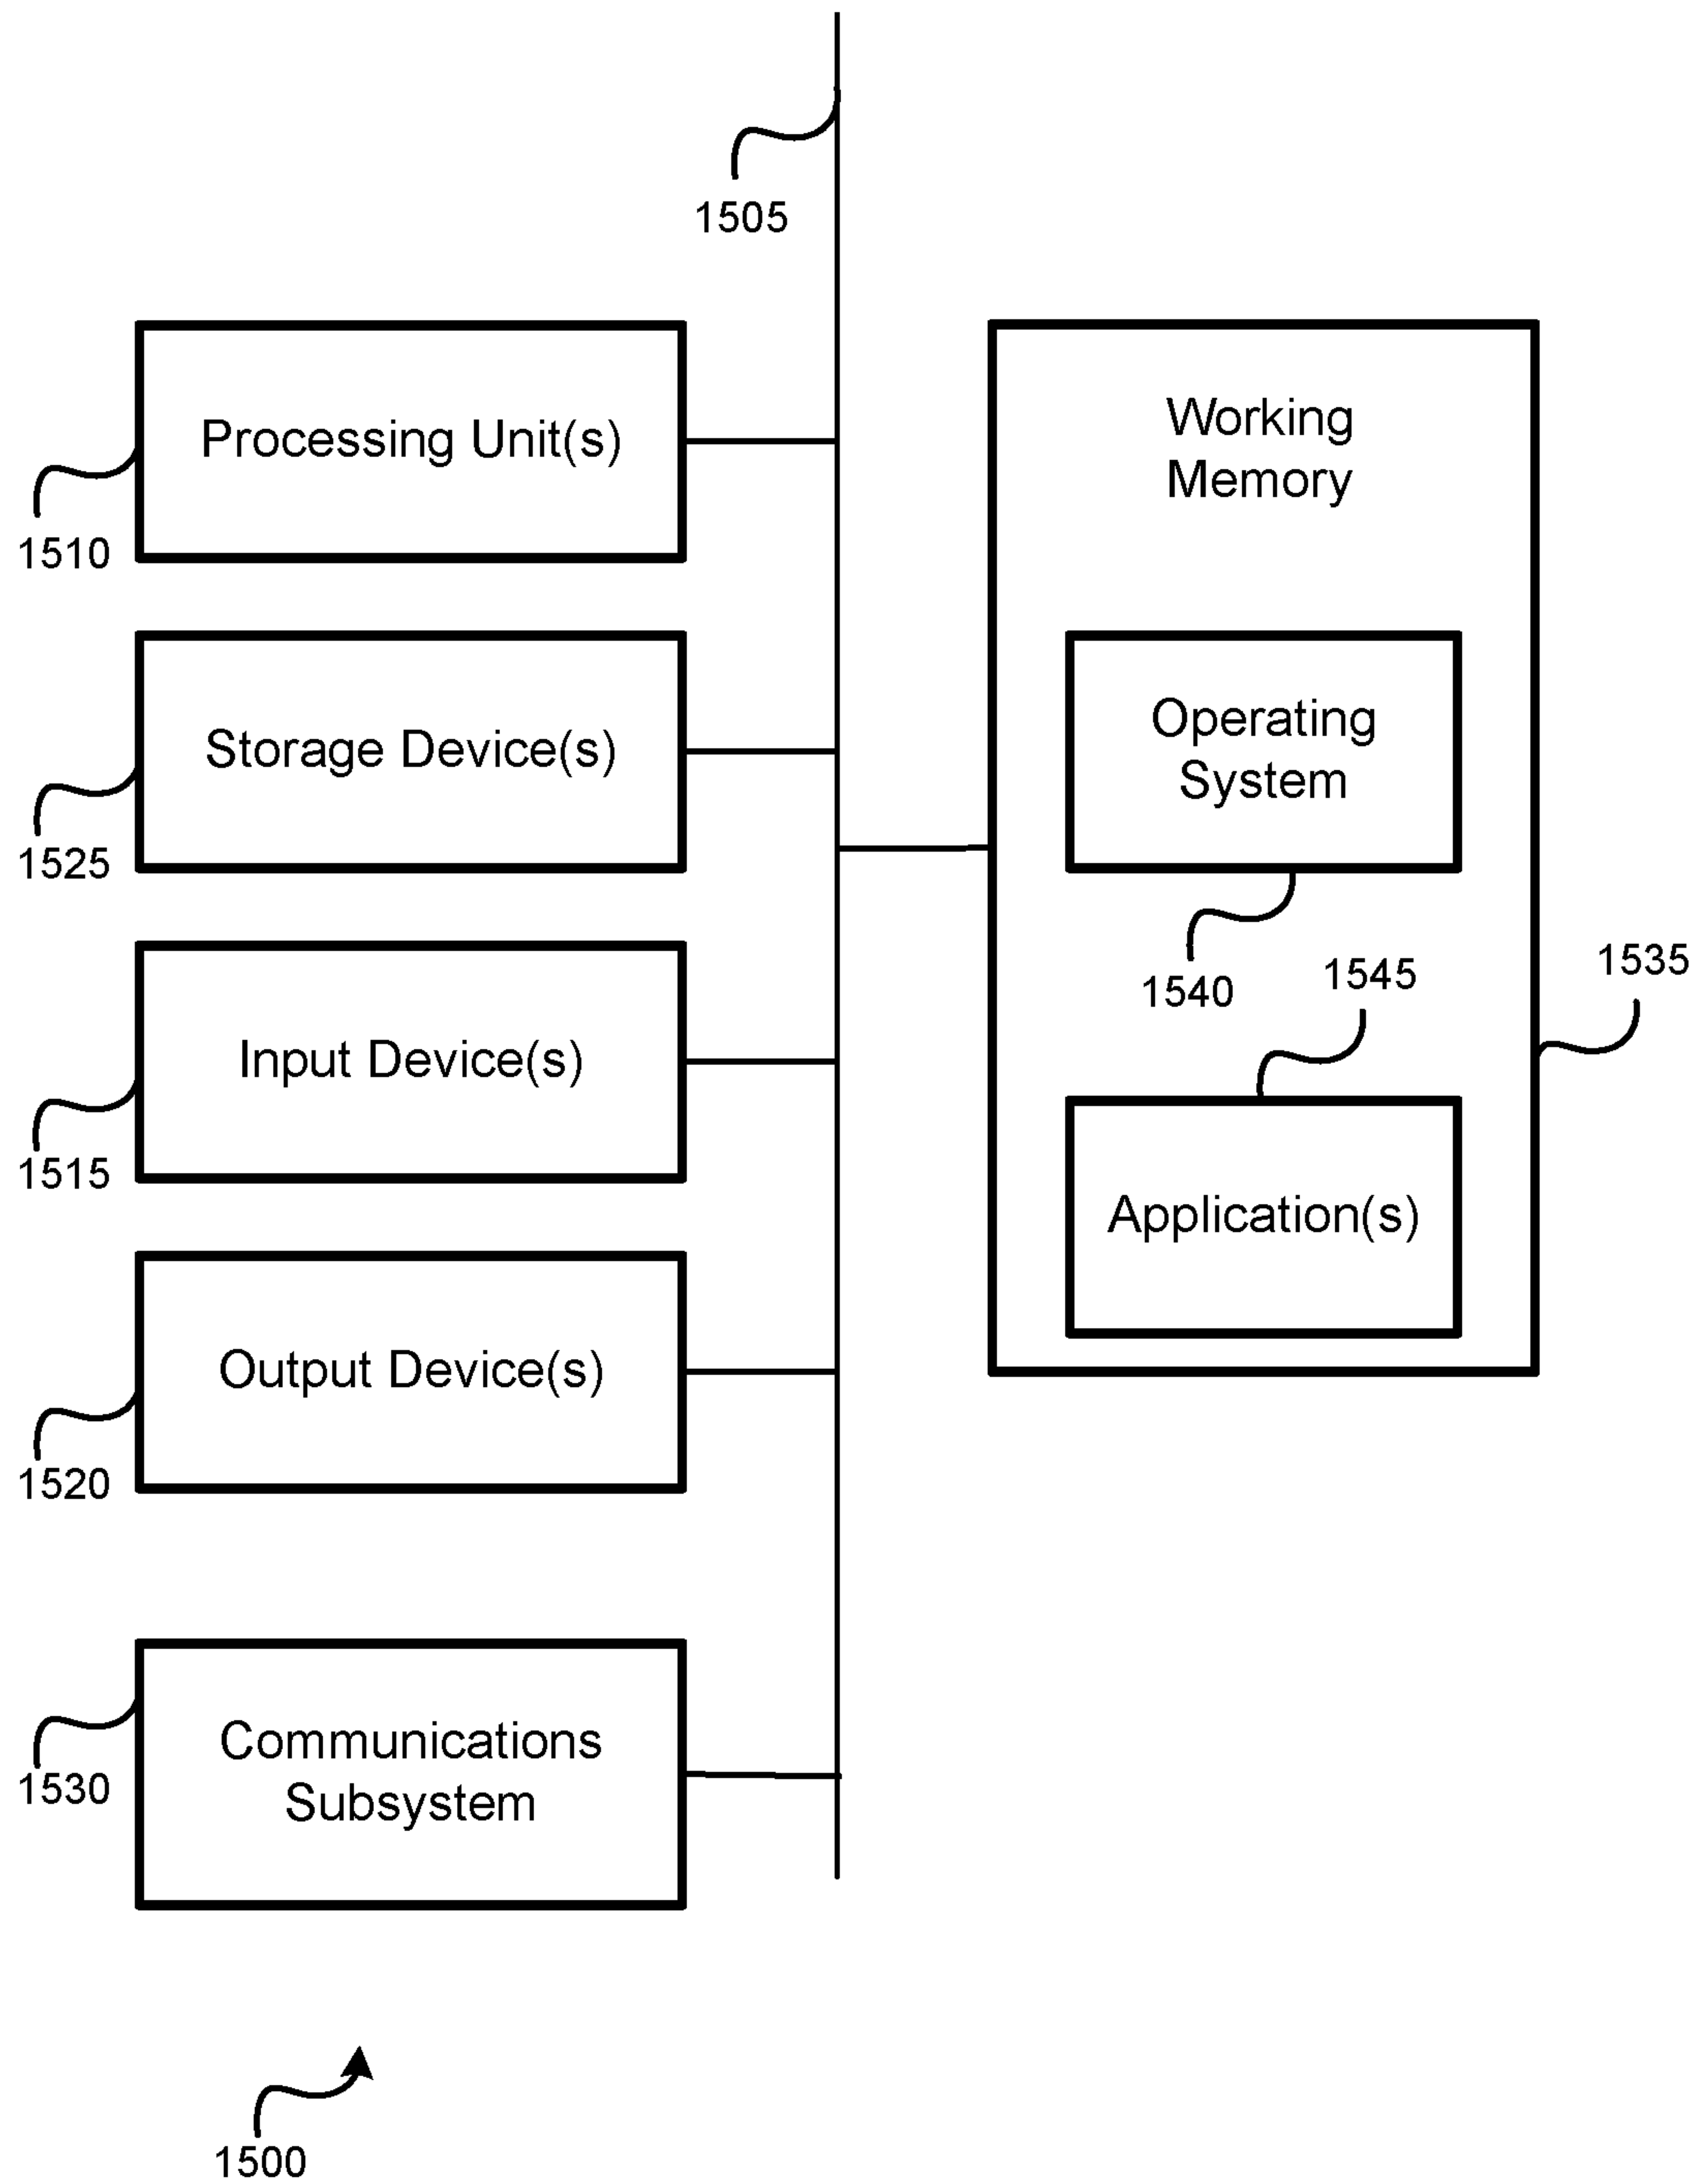 1505
Processing Unit(s)
1510
Storage Device(s)
1525
Input Device(s)
1515
Output Device(s)
1520
Communications
Subsystem
1530
Working
Memory
Operating
System
1540
1545
1535
Application(s)
1500